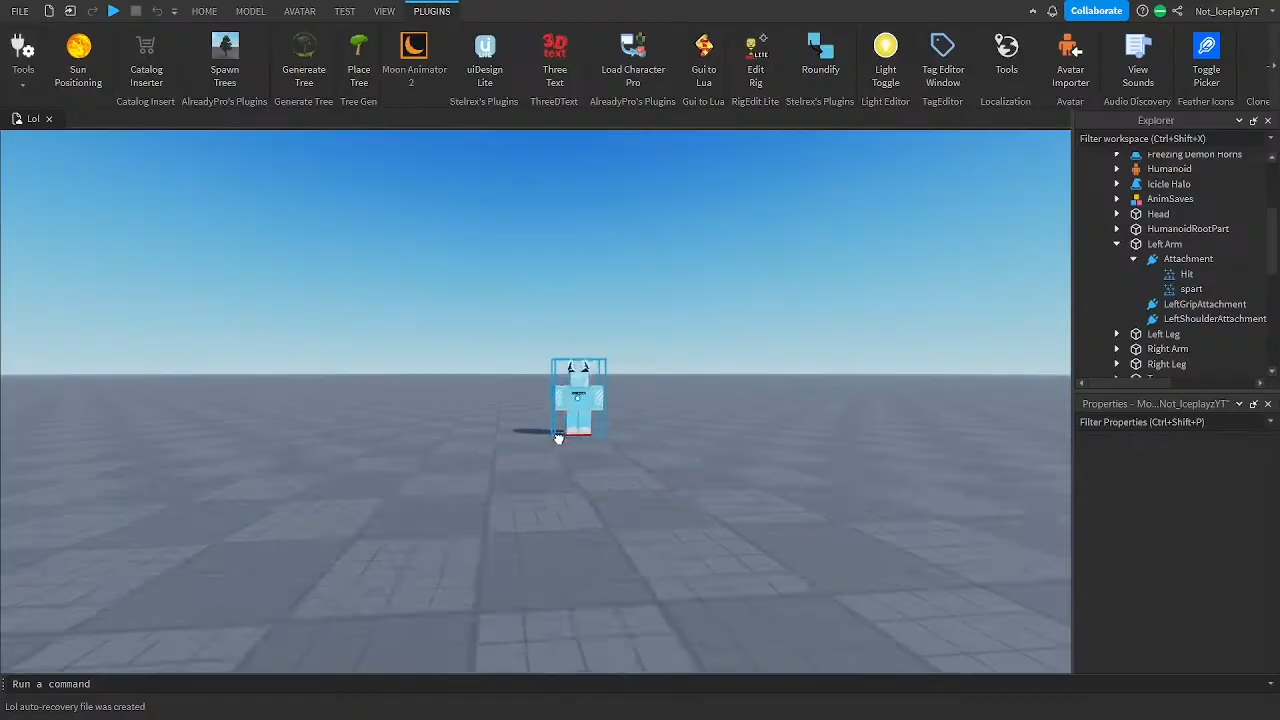 FILE HOME MODEL AVATAR TEST VIEW PLUGINS Collaborate Not_IceplayzYT
Tools
Sun Positioning
Catalog Inserter
Spawn Trees
Genereate Tree
Place Tree
Moon Animator 2
ui
uiDesign Lite
3D text
Three Text
Load Character Pro
Gui to Lua
LITE
Edit Rig
Roundify
Light Toggle
Tag Editor Window
Tools
Avatar Importer
View Sounds
Toggle Picker
Catalog Insert AlreadyPro's Plugins Generate Tree Tree Gen Stelrex's Plugins ThreeDText AlreadyPro's Plugins Gui to Lua RigEdit Lite Stelrex's Plugins Light Editor TagEditor Localization Avatar Audio Discovery Feather Icons Clone
Lol
Explorer
Filter workspace (Ctrl+Shift+X)
Freezing Demon Horns
Humanoid
Icicle Halo
AnimSaves
Head
HumanoidRootPart
Left Arm
Attachment
Hit
spart
LeftGripAttachment
LeftShoulderAttachment
Left Leg
Right Arm
Right Leg
Properties - Mo...Not_IceplayzYT"
Filter Properties (Ctrl+Shift+P)
Run a command
Lol auto-recovery file was created